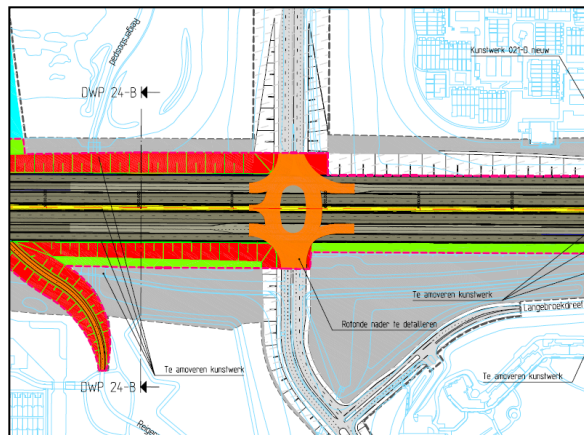 Reigersbospad
Kunstwerk 021-G nieuw
DWP 24-B
Te amoveren kunstwerk
Langebroekdreef
Rotonde nader te detailleren
Te amoveren kunstwerk
Te amoveren kunstwerk
DWP 24-B